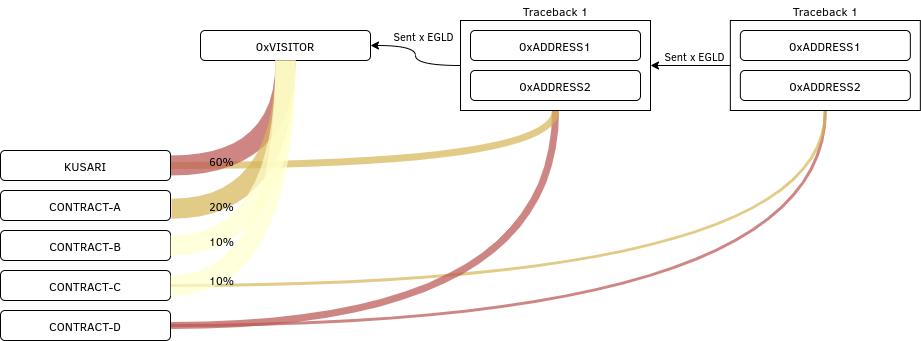 Traceback 1
Traceback 1
0xVISITOR
Sent x EGLD
0xADDRESS1
Sent x EGLD
0xADDRESS1
0xADDRESS2
0xADDRESS2
KUSARI
60%
CONTRACT-A
20%
CONTRACT-B
10%
CONTRACT-C
10%
CONTRACT-D